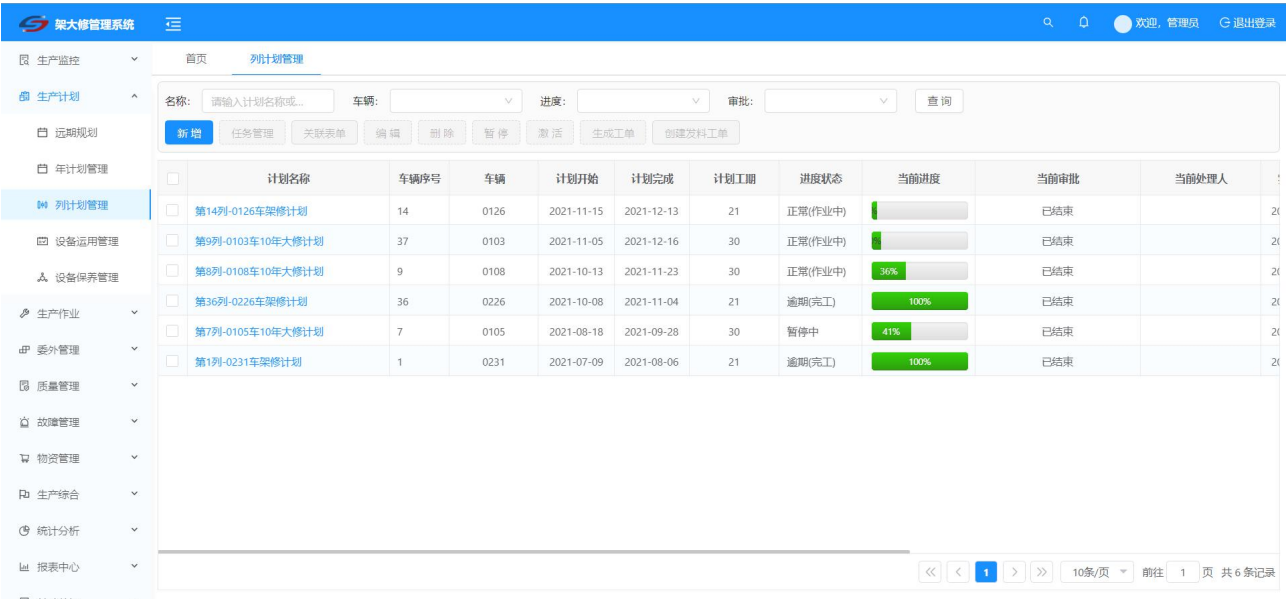 架大修管理系统
欢迎, 管理员 退出登录
生产监控
生产计划
远期规划
年计划管理
列计划管理
设备运用管理
设备保养管理
生产作业
委外管理
质量管理
故障管理
物资管理
生产综合
统计分析
报表中心
首页 列计划管理
名称: 请输入计划名称或... 车辆: 进度: 审批: 查 询
新 增 任务管理 关联表单 编 辑 删 除 暂 停 激 活 生成工单 创建发料工单
计划名称 车辆序号 车辆 计划开始 计划完成 计划工期 进度状态 当前进度 当前审批 当前处理人
第14列-0126车架修计划 14 0126 2021-11-15 2021-12-13 21 正常(作业中) 已结束 20
第9列-0103车10年大修计划 37 0103 2021-11-05 2021-12-16 30 正常(作业中) 已结束 20
第8列-0108车10年大修计划 9 0108 2021-10-13 2021-11-23 30 正常(作业中) 36% 已结束 20
第36列-0226车架修计划 36 0226 2021-10-08 2021-11-04 21 逾期(完工) 100% 已结束 20
第7列-0105车10年大修计划 7 0105 2021-08-18 2021-09-28 30 暂停中 41% 已结束 20
第1列-0231车架修计划 1 0231 2021-07-09 2021-08-06 21 逾期(完工) 100% 已结束 20
1 10条/页 前往 1 页 共 6 条记录